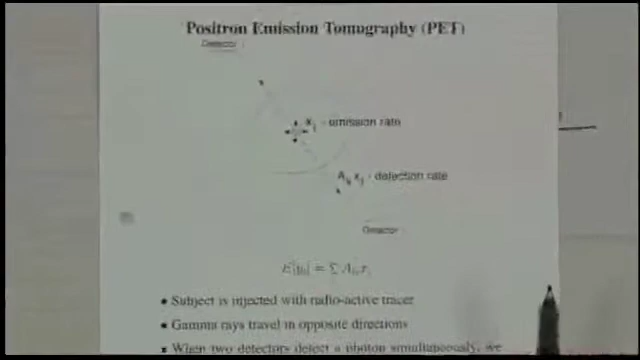 Positron Emission Tomography (PET)
Detector
x_j - emission rate
A_ij x_j - detection rate
Detector
E[y_i] = Σ A_ij x_j
• Subject is injected with radio-active tracer
• Gamma rays travel in opposite directions
• When two detectors detect a photon simultaneously, we